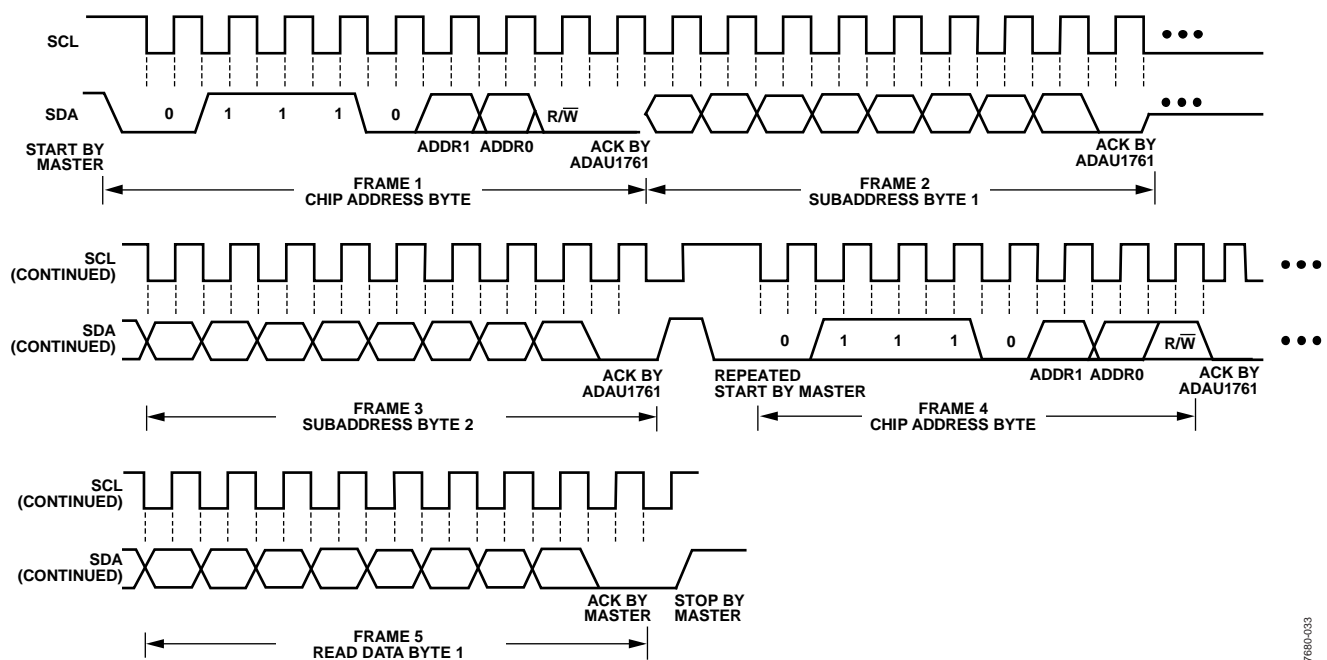 SCL
SDA
0 1 1 1 0
R/W̅
START BY
MASTER
ADDR1 ADDR0
ACK BY
ADAU1761
ACK BY
ADAU1761
FRAME 1
CHIP ADDRESS BYTE
FRAME 2
SUBADDRESS BYTE 1
SCL
(CONTINUED)
SDA
(CONTINUED)
0 1 1 1 0
R/W̅
ACK BY
ADAU1761
REPEATED
START BY MASTER
ADDR1 ADDR0
ACK BY
ADAU1761
FRAME 3
SUBADDRESS BYTE 2
FRAME 4
CHIP ADDRESS BYTE
SCL
(CONTINUED)
SDA
(CONTINUED)
ACK BY
MASTER
STOP BY
MASTER
FRAME 5
READ DATA BYTE 1
7680-033